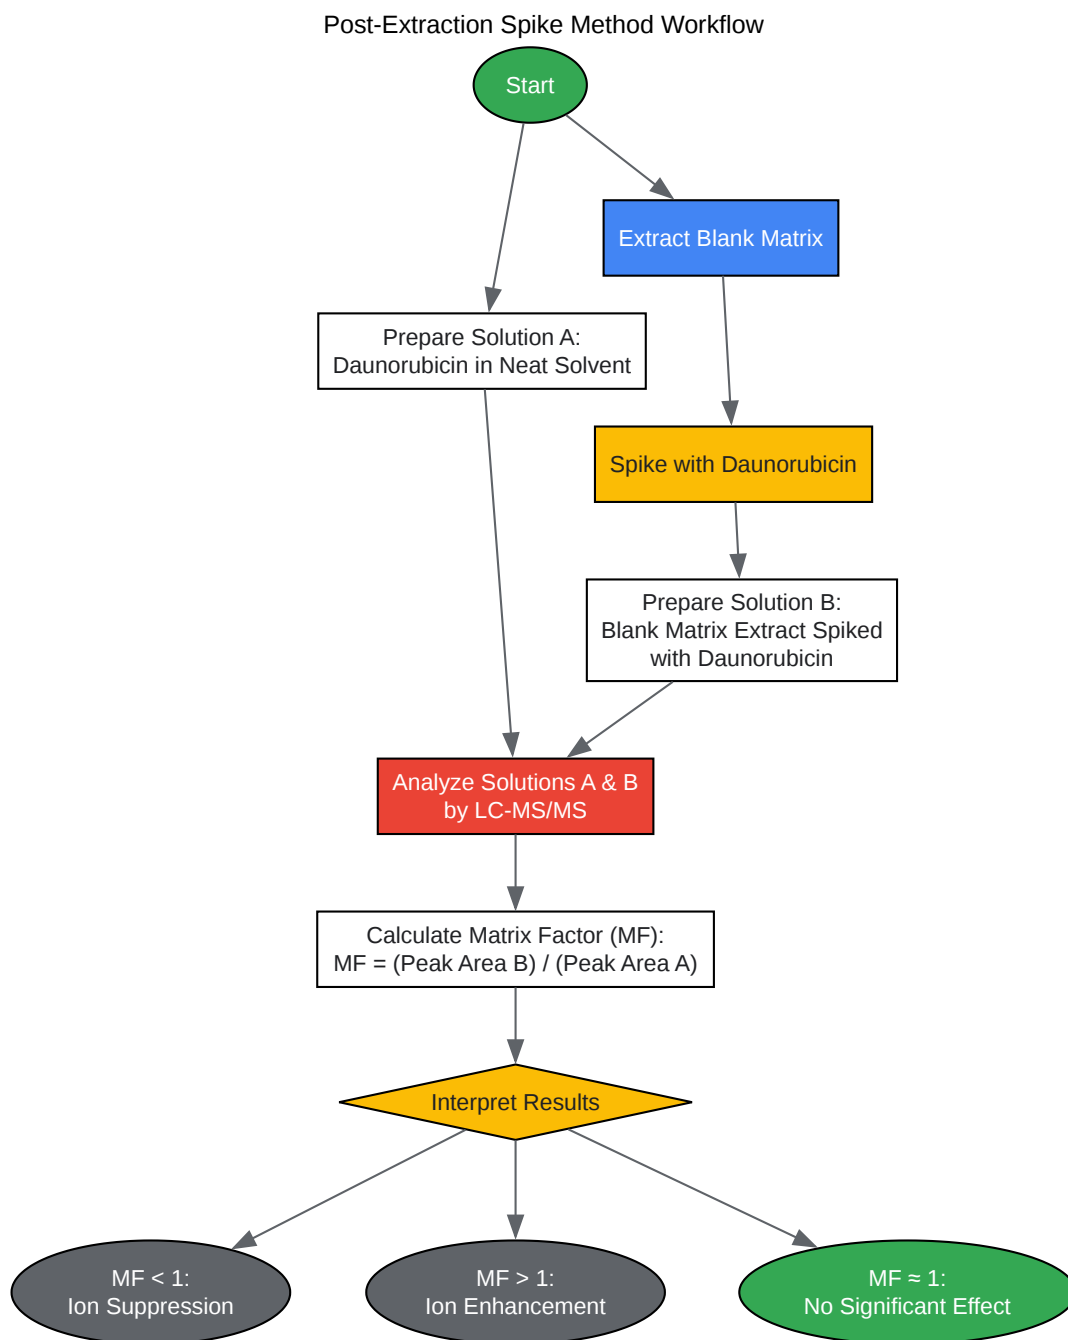 Post-Extraction Spike Method Workflow
Start
Extract Blank Matrix
Prepare Solution A:
Daunorubicin in Neat Solvent
Spike with Daunorubicin
Prepare Solution B:
Blank Matrix Extract Spiked
with Daunorubicin
Analyze Solutions A & B
by LC-MS/MS
Calculate Matrix Factor (MF):
MF = (Peak Area B) / (Peak Area A)
Interpret Results
MF < 1:
Ion Suppression
MF > 1:
Ion Enhancement
MF ≈ 1:
No Significant Effect